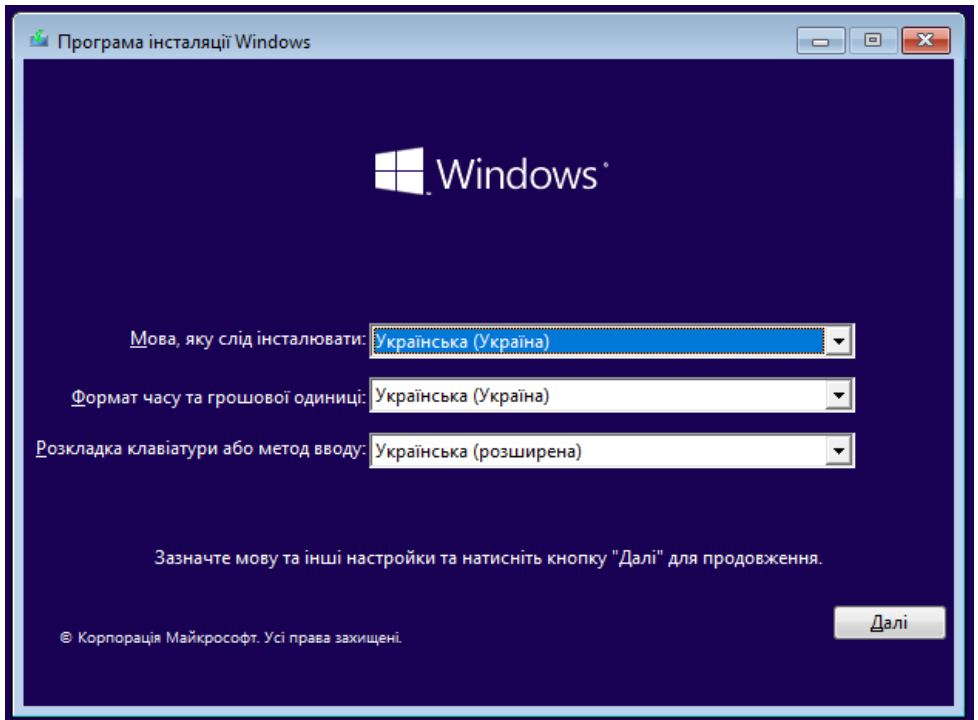 Програма інсталяції Windows
Windows
Мова, яку слід інсталювати: Українська (Україна)
Формат часу та грошової одиниці: Українська (Україна)
Розкладка клавіатури або метод вводу: Українська (розширена)
Зазначте мову та інші настройки та натисніть кнопку "Далі" для продовження.
Далі
© Корпорація Майкрософт. Усі права захищені.